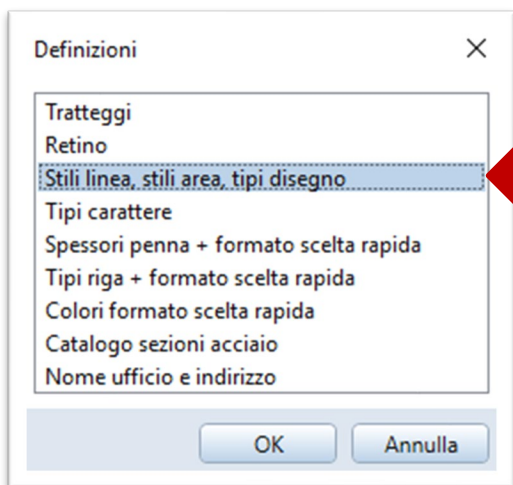 Definizioni
Tratteggi
Retino
Stili linea, stili area, tipi disegno
Tipi carattere
Spessori penna + formato scelta rapida
Tipi riga + formato scelta rapida
Colori formato scelta rapida
Catalogo sezioni acciaio
Nome ufficio e indirizzo
OK Annulla